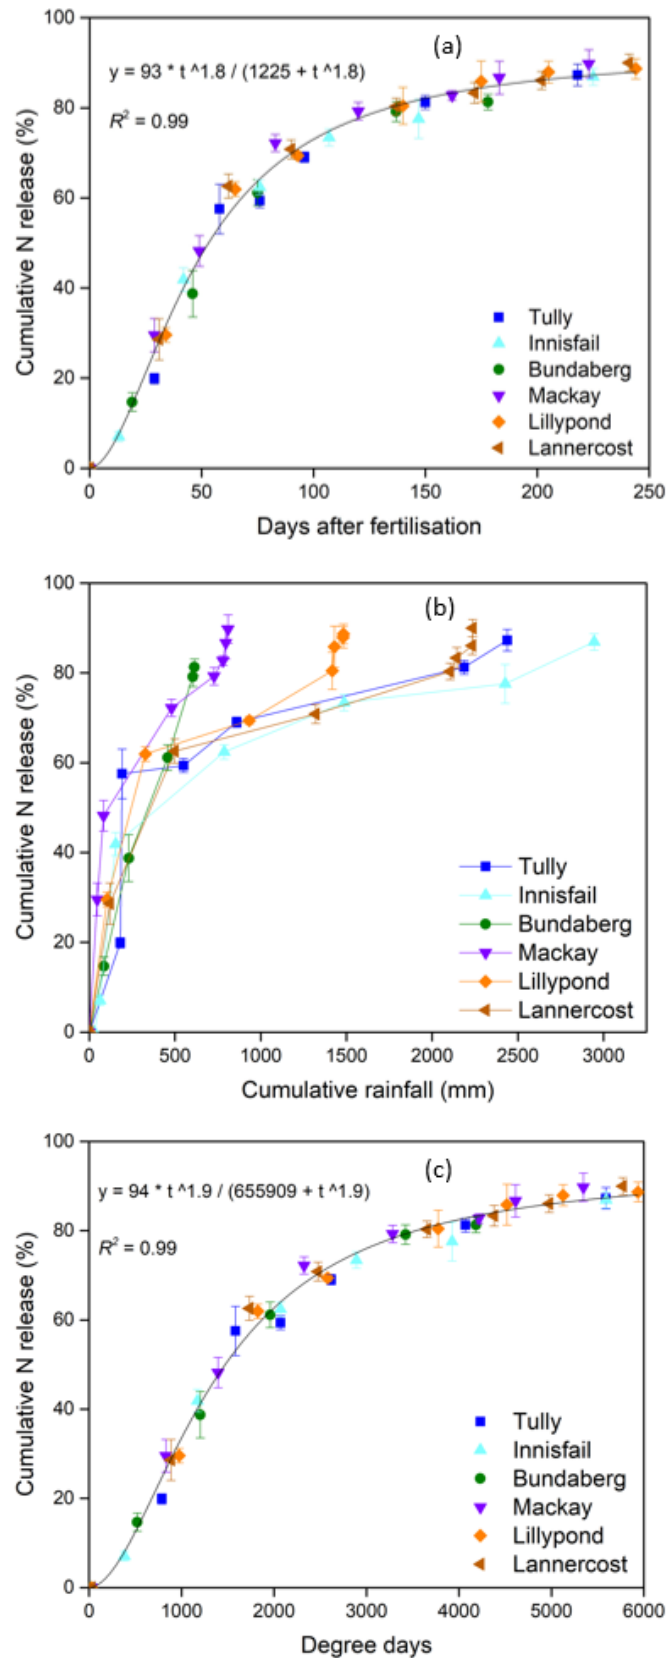 (a)
y = 93 * t ^1.8 / (1225 + t ^1.8)
R² = 0.99
Cumulative N release (%)
100
80
60
40
20
0
Tully
Innisfail
Bundaberg
Mackay
Lillypond
Lannercost
0 50 100 150 200 250
Days after fertilisation
(b)
Cumulative N release (%)
100
80
60
40
20
0
Tully
Innisfail
Bundaberg
Mackay
Lillypond
Lannercost
0 500 1000 1500 2000 2500 3000
Cumulative rainfall (mm)
(c)
y = 94 * t ^1.9 / (655909 + t ^1.9)
R² = 0.99
Cumulative N release (%)
100
80
60
40
20
0
Tully
Innisfail
Bundaberg
Mackay
Lillypond
Lannercost
0 1000 2000 3000 4000 5000 6000
Degree days